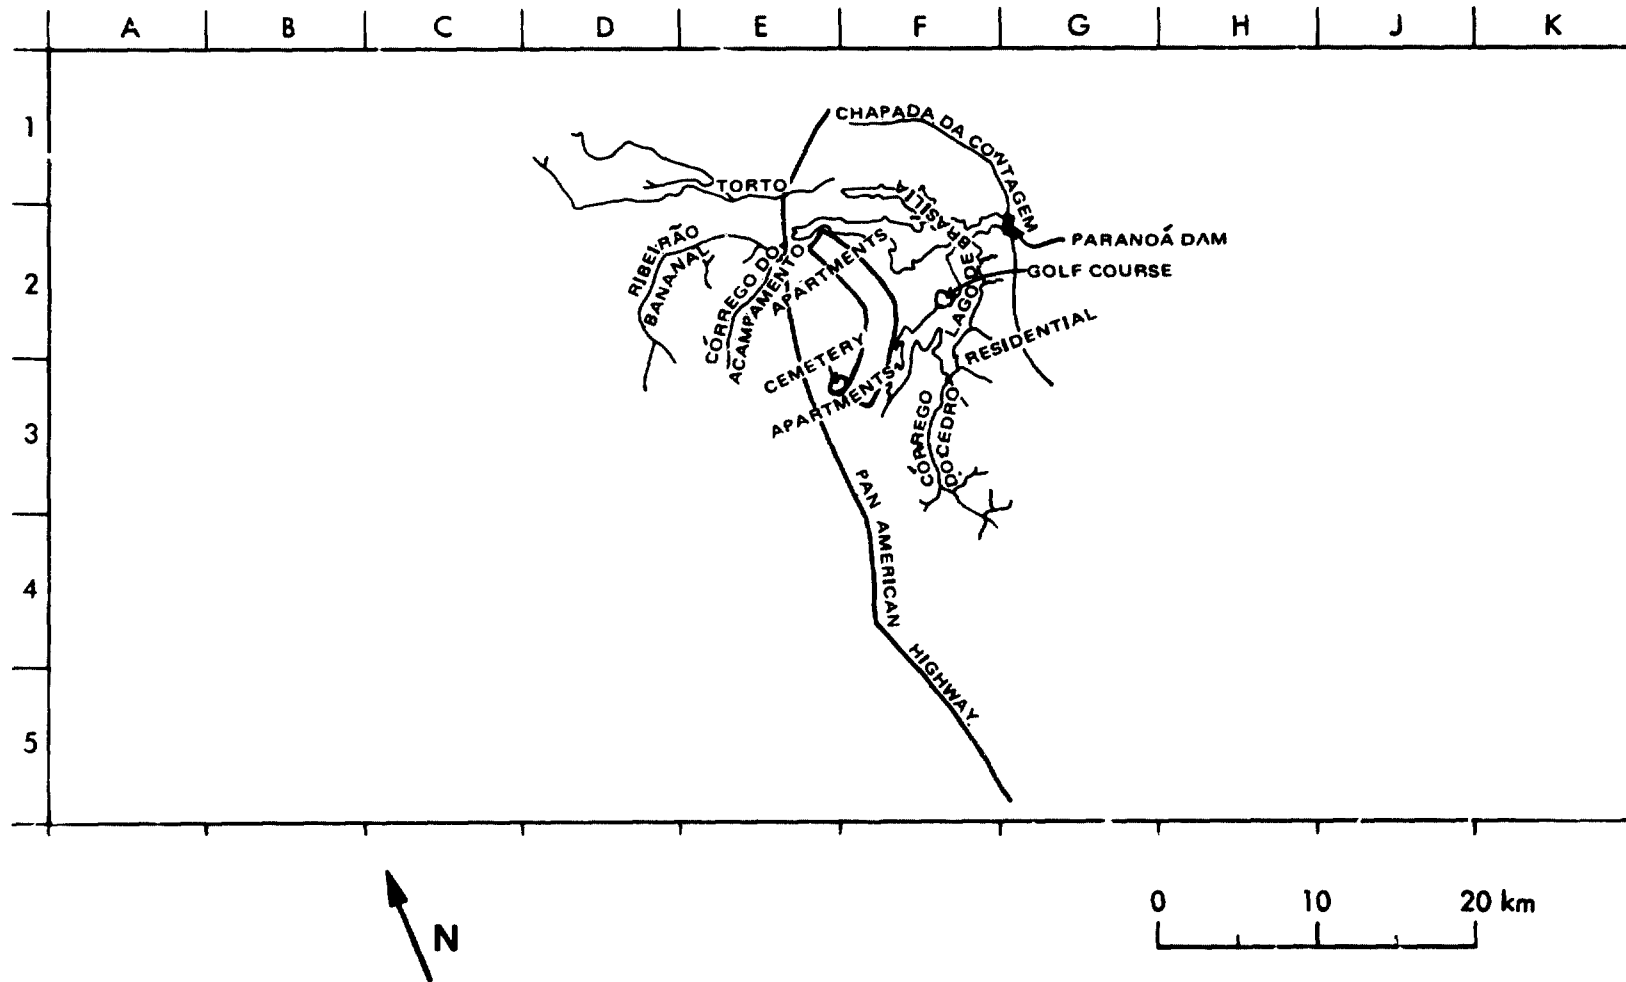 A B C D E F G H J K
1
CHAPADA DA CONTAGEM
TORTO
BRASILIA
LAGO DE
PARANOÁ DAM
GOLF COURSE
RIBEIRÃO
BANANAL
CÓRREGO DO
ACAMPAMENTO
APARTMENTS
2
RESIDENTIAL
CEMETERY
APARTMENTS
3
CÓRREGO
DO CEDRO
PAN AMERICAN HIGHWAY
4
5
N
0 10 20 km